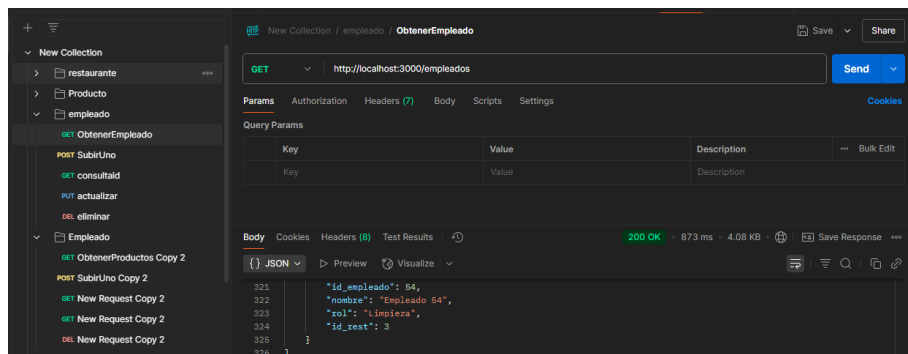 New Collection
restaurante
Producto
empleado
GET ObtenerEmpleado
POST SubirUno
GET consultaid
PUT actualizar
DEL eliminar
Empleado
GET ObtenerProductos Copy 2
POST SubirUno Copy 2
GET New Request Copy 2
GET New Request Copy 2
DEL New Request Copy 2
HTTP New Collection / empleado / ObtenerEmpleado
Save Share
GET http://localhost:3000/empleados Send
Params Authorization Headers (7) Body Scripts Settings Cookies
Query Params
Key Value Description Bulk Edit
Key Value Description
Body Cookies Headers (8) Test Results 200 OK 873 ms 4.08 KB Save Response
{} JSON Preview Visualize
321 "id_empleado": 54,
322 "nombre": "Empleado 54",
323 "rol": "Limpieza",
324 "id_rest": 3
325 }
326 ]